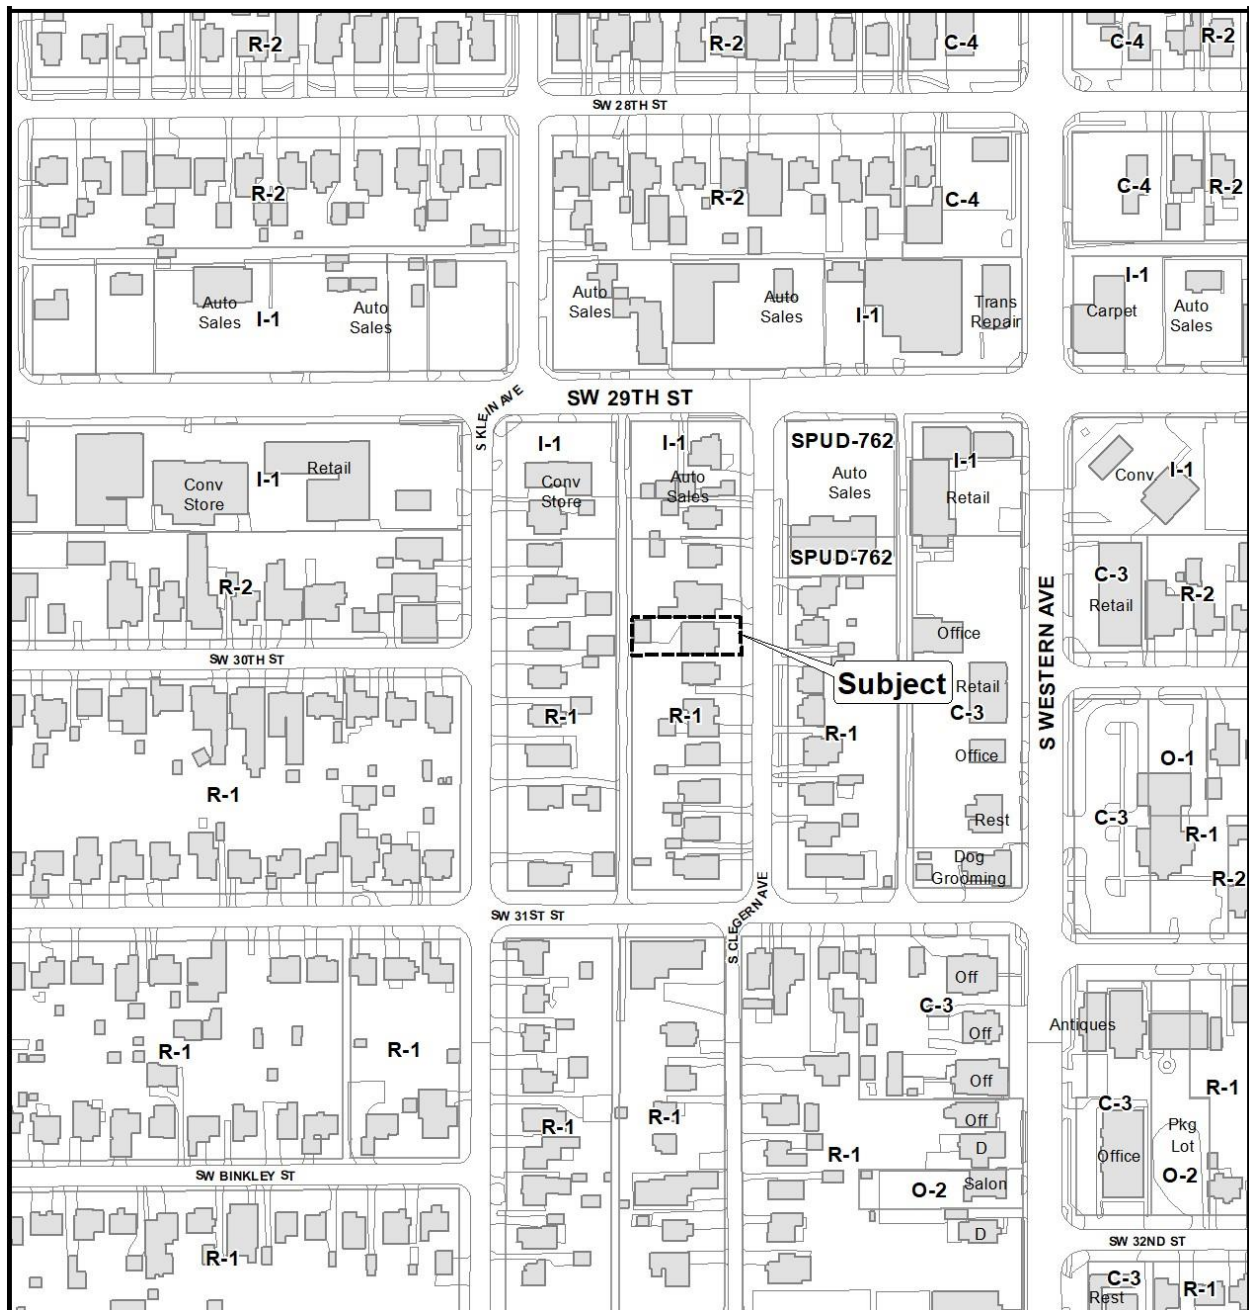 R-2
R-2
C-4
C-4
R-2
SW 28TH ST
R-2
R-2
C-4
C-4
R-2
Auto
Sales
I-1
Auto
Sales
Auto
Sales
Auto
Sales
I-1
Trans
Repair
I-1
Carpet
Auto
Sales
S KLEIN AVE
SW 29TH ST
Conv
Store
I-1
Retail
I-1
Conv
Store
I-1
Auto
Sales
SPUD-762
Auto
Sales
SPUD-762
I-1
Retail
Conv
I-1
R-2
C-3
Retail
R-2
SW 30TH ST
Office
S WESTERN AVE
Subject
Retail
C-3
Office
R-1
R-1
R-1
R-1
Rest
Dog
Grooming
O-1
C-3
R-1
R-2
SW 31ST ST
S CLEGERN AVE
R-1
R-1
Off
C-3
Off
Off
Off
D
R-1
R-1
R-1
O-2
Salon
D
Antiques
C-3
R-1
Pkg
Lot
Office
O-2
SW BINKLEY ST
R-1
SW 32ND ST
C-3
Rest
R-1